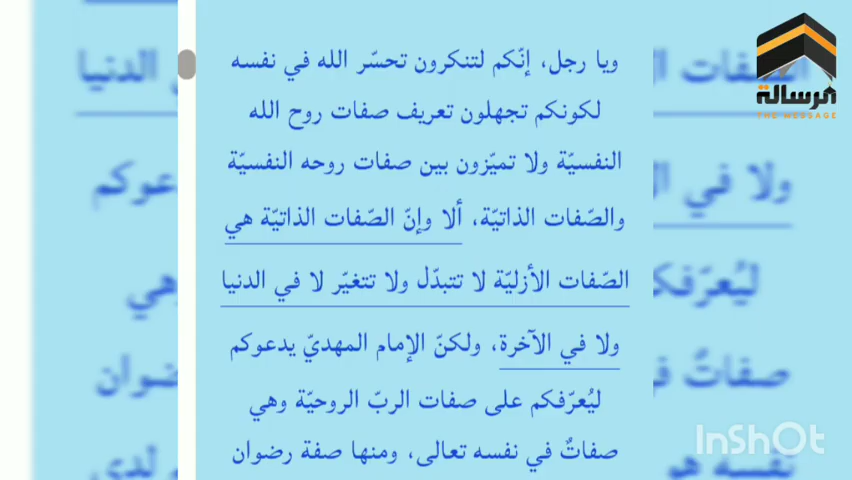 ويا رجل، إنّكم لتنكرون تحسّر الله في نفسه
لكونكم تجهلون تعريف صفات روح الله
النفسيّة ولا تميّزون بين صفات روحه النفسيّة
والصّفات الذاتيّة، ألا وإنّ الصّفات الذاتيّة هي
الصّفات الأزليّة لا تتبدّل ولا تتغيّر لا في الدنيا
ولا في الآخرة، ولكنّ الإمام المهديّ يدعوكم
ليُعرّفكم على صفات الربّ الروحيّة وهي
صفاتٌ في نفسه تعالى، ومنها صفة رضوان
الرسالة
THE MESSAGE
InShOt